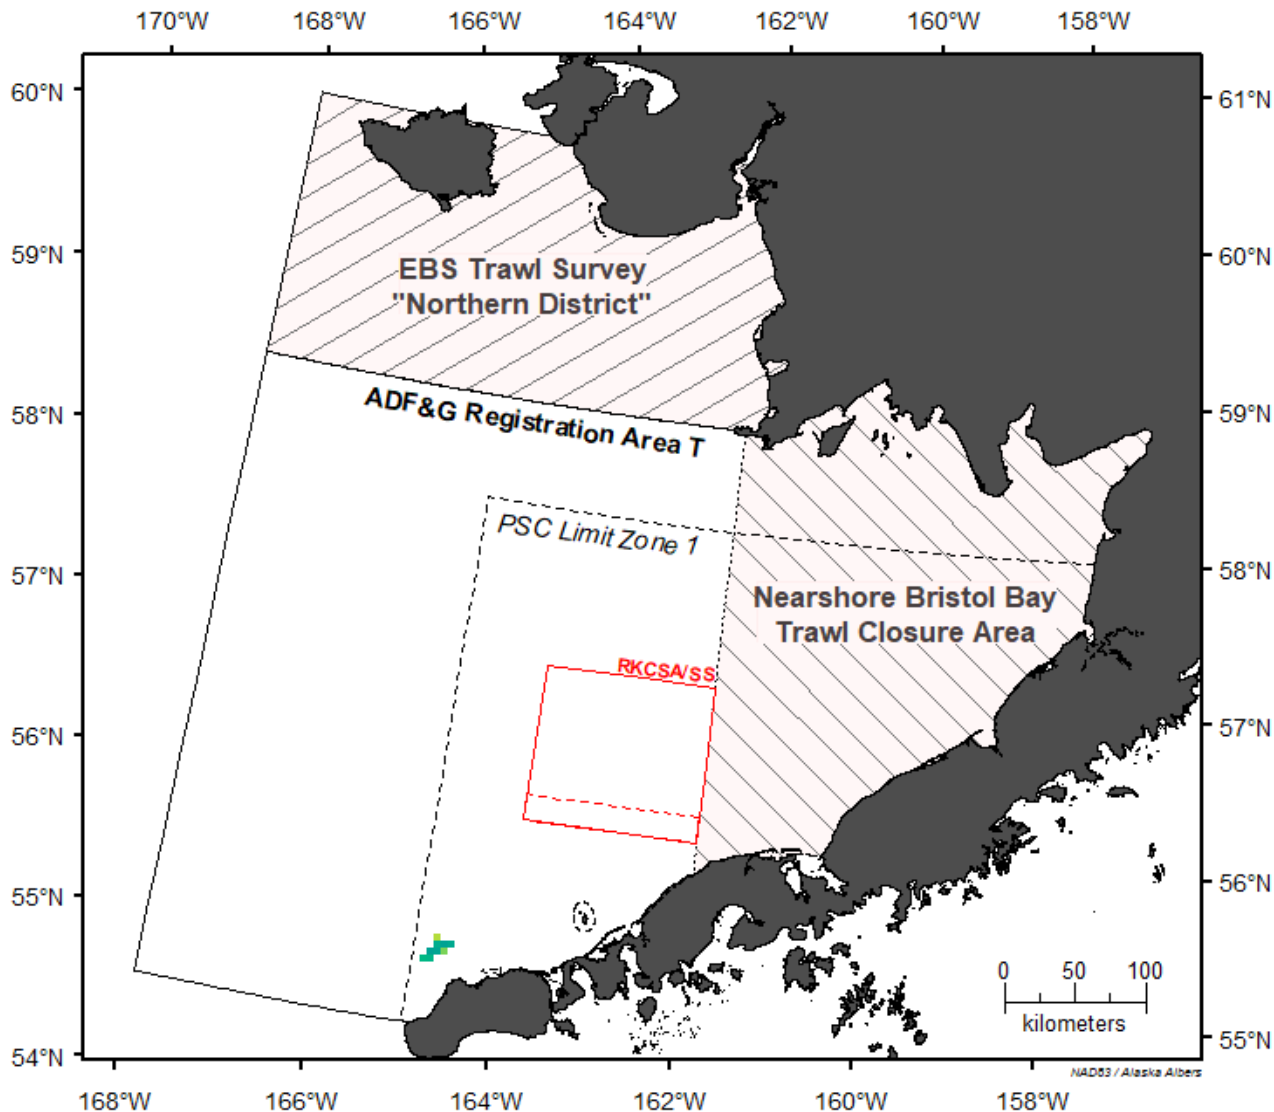 170°W 168°W 166°W 164°W 162°W 160°W 158°W
60°N
61°N
59°N
60°N
EBS Trawl Survey
"Northern District"
58°N
59°N
ADF&G Registration Area T
PSC Limit Zone 1
57°N
58°N
Nearshore Bristol Bay
Trawl Closure Area
RKCSA/SS
56°N
57°N
55°N
56°N
0 50 100
kilometers
54°N
55°N
NAD83 / Alaska Albers
168°W 166°W 164°W 162°W 160°W 158°W